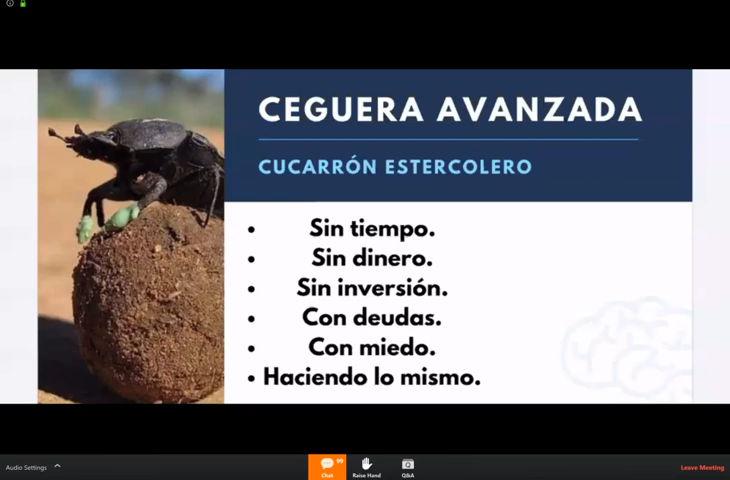 CEGUERA AVANZADA
CUCARRÓN ESTERCOLERO
• Sin tiempo.
• Sin dinero.
• Sin inversión.
• Con deudas.
• Con miedo.
• Haciendo lo mismo.
Audio Settings
Chat
99
Raise Hand
Q&A
Leave Meeting